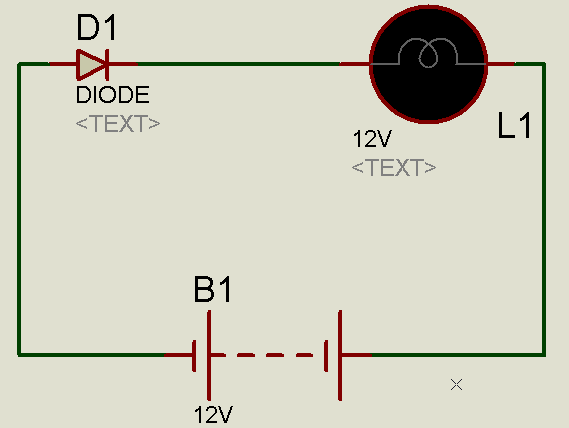 D1
DIODE
<TEXT>
12V
<TEXT>
L1
B1
12V